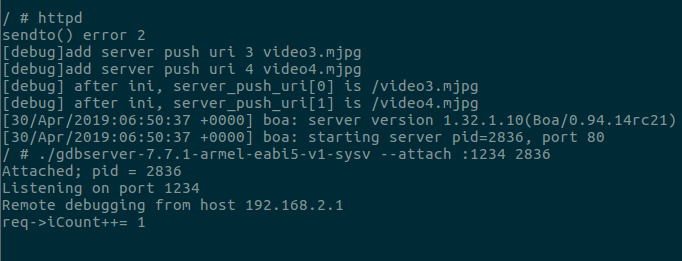 / # httpd
sendto() error 2
[debug]add server push uri 3 video3.mjpg
[debug]add server push uri 4 video4.mjpg
[debug] after ini, server_push_uri[0] is /video3.mjpg
[debug] after ini, server_push_uri[1] is /video4.mjpg
[30/Apr/2019:06:50:37 +0000] boa: server version 1.32.1.10(Boa/0.94.14rc21)
[30/Apr/2019:06:50:37 +0000] boa: starting server pid=2836, port 80
/ # ./gdbserver-7.7.1-armel-eabi5-v1-sysv --attach :1234 2836
Attached; pid = 2836
Listening on port 1234
Remote debugging from host 192.168.2.1
req->iCount++= 1